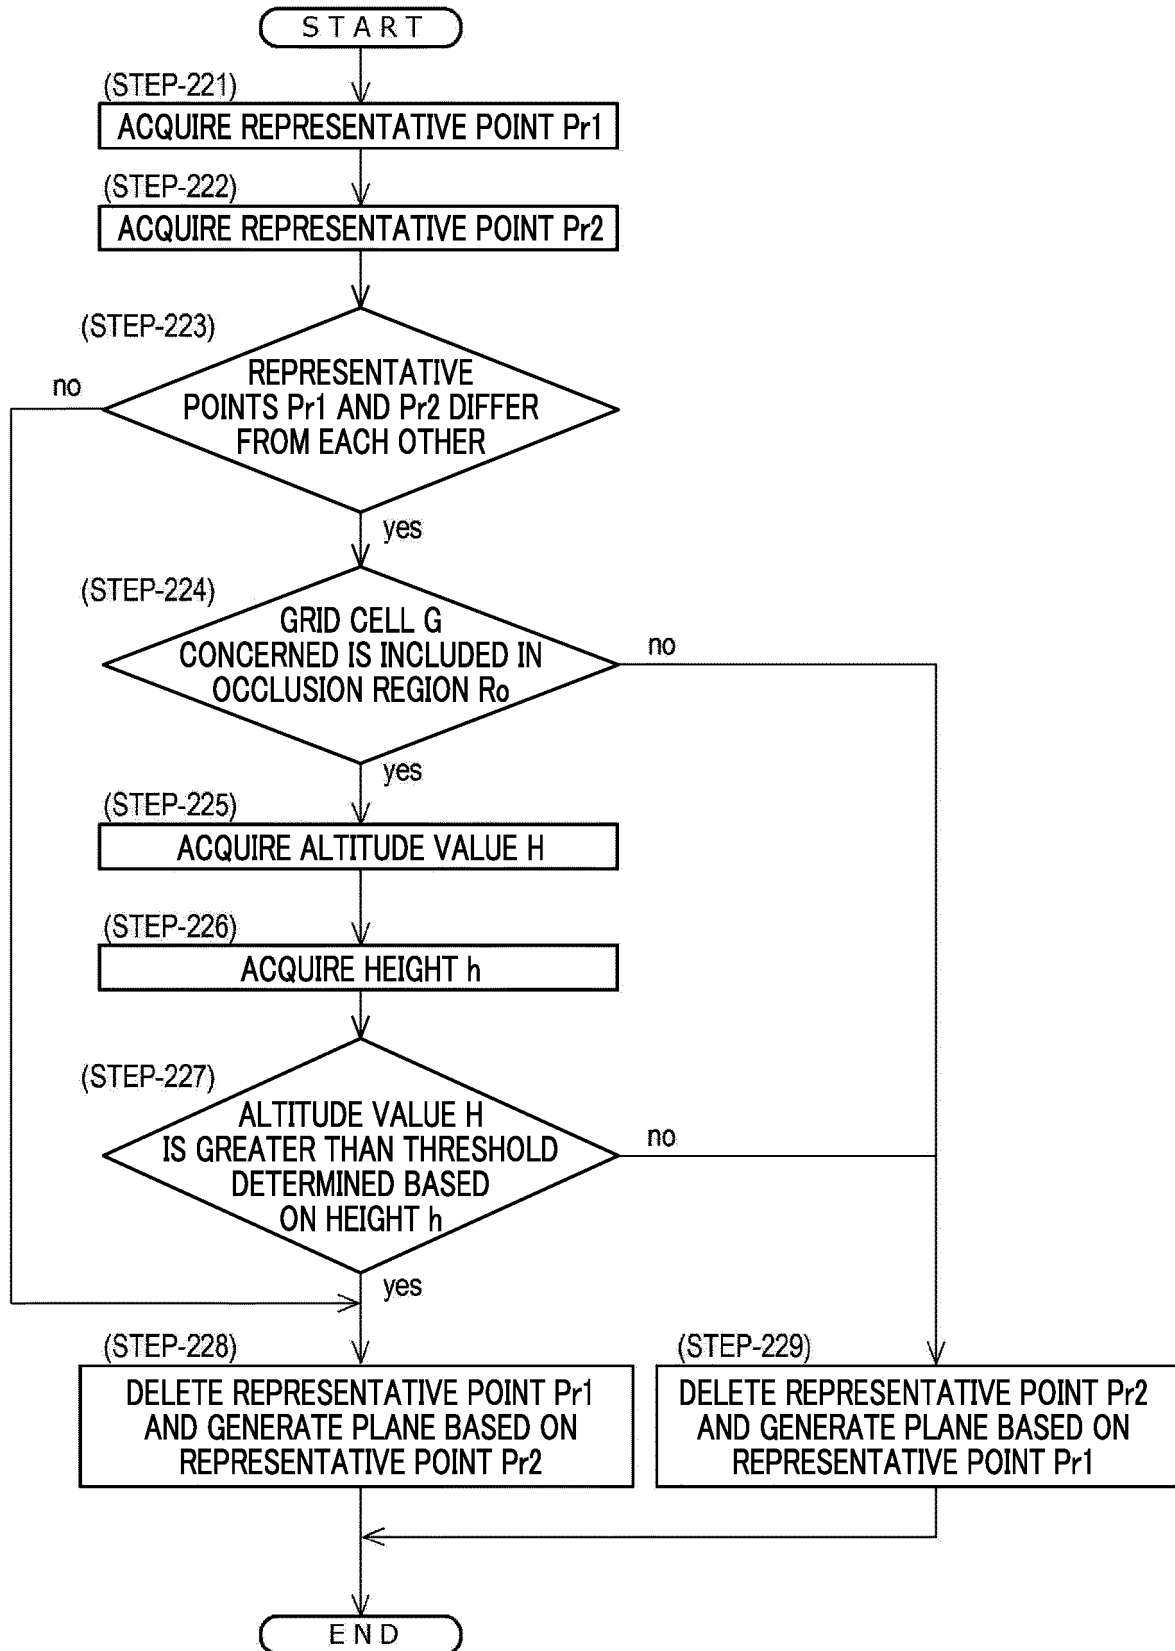 START
(STEP-221)
ACQUIRE REPRESENTATIVE POINT Pr1
(STEP-222)
ACQUIRE REPRESENTATIVE POINT Pr2
(STEP-223)
REPRESENTATIVE
POINTS Pr1 AND Pr2 DIFFER
FROM EACH OTHER
no
yes
(STEP-224)
GRID CELL G
CONCERNED IS INCLUDED IN
OCCLUSION REGION Ro
no
yes
(STEP-225)
ACQUIRE ALTITUDE VALUE H
(STEP-226)
ACQUIRE HEIGHT h
(STEP-227)
ALTITUDE VALUE H
IS GREATER THAN THRESHOLD
DETERMINED BASED
ON HEIGHT h
no
yes
(STEP-228)
DELETE REPRESENTATIVE POINT Pr1
AND GENERATE PLANE BASED ON
REPRESENTATIVE POINT Pr2
(STEP-229)
DELETE REPRESENTATIVE POINT Pr2
AND GENERATE PLANE BASED ON
REPRESENTATIVE POINT Pr1
END